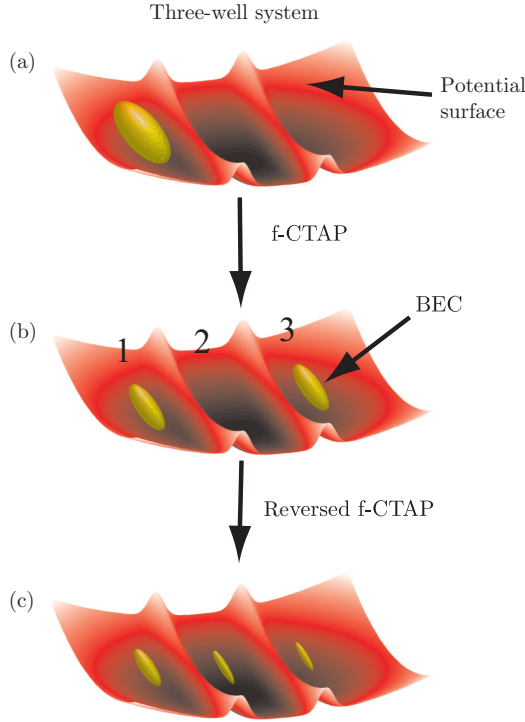 Three-well system
(a)
Potential
surface
f-CTAP
(b)
1
2
3
BEC
Reversed f-CTAP
(c)